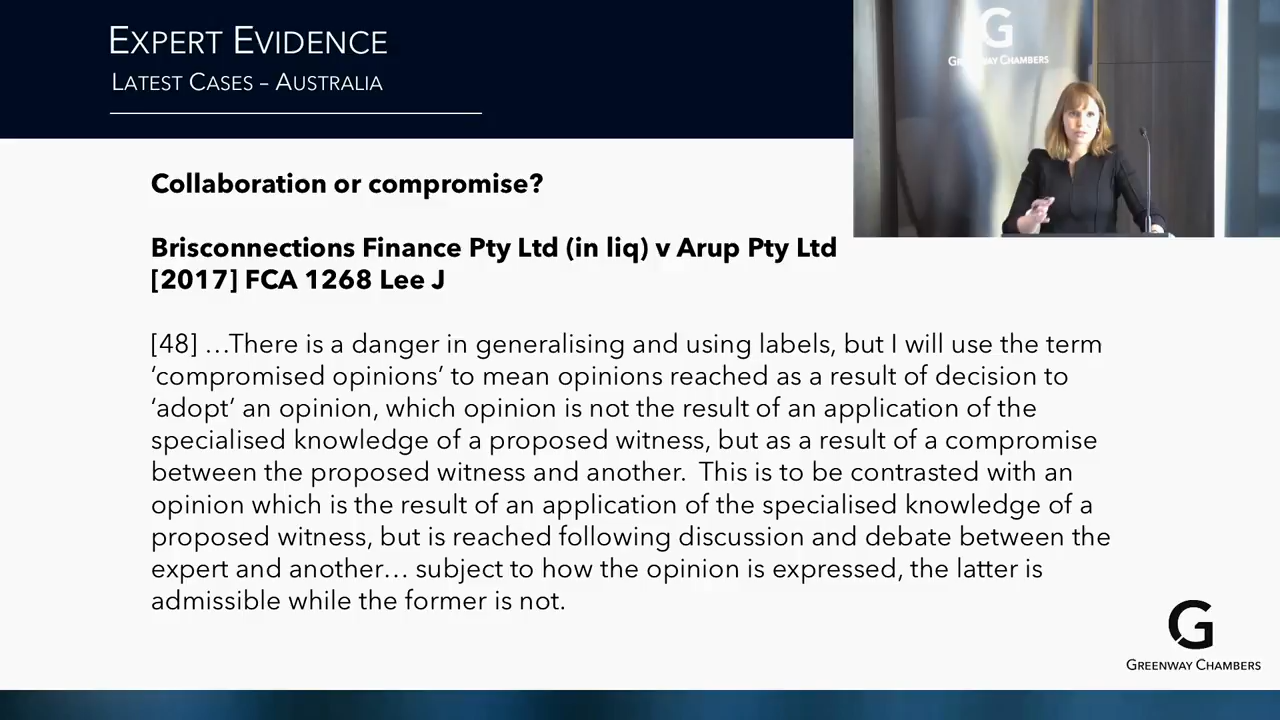 EXPERT EVIDENCE
LATEST CASES – AUSTRALIA
G
GREENWAY CHAMBERS
Collaboration or compromise?
Brisconnections Finance Pty Ltd (in liq) v Arup Pty Ltd
[2017] FCA 1268 Lee J
[48] …There is a danger in generalising and using labels, but I will use the term
‘compromised opinions’ to mean opinions reached as a result of decision to
‘adopt’ an opinion, which opinion is not the result of an application of the
specialised knowledge of a proposed witness, but as a result of a compromise
between the proposed witness and another.  This is to be contrasted with an
opinion which is the result of an application of the specialised knowledge of a
proposed witness, but is reached following discussion and debate between the
expert and another… subject to how the opinion is expressed, the latter is
admissible while the former is not.
G
GREENWAY CHAMBERS